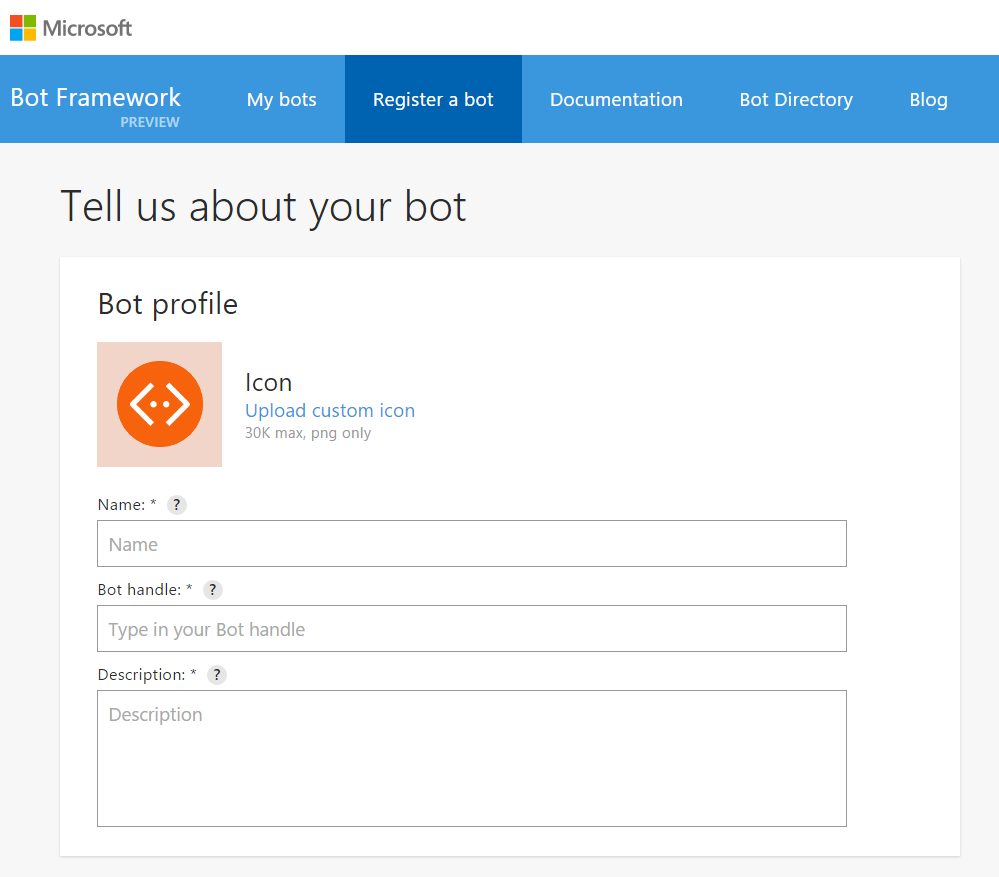 Microsoft
Bot Framework
PREVIEW
My bots
Register a bot
Documentation
Bot Directory
Blog
Tell us about your bot
Bot profile
Icon
Upload custom icon
30K max, png only
Name: * ?
Name
Bot handle: * ?
Type in your Bot handle
Description: * ?
Description